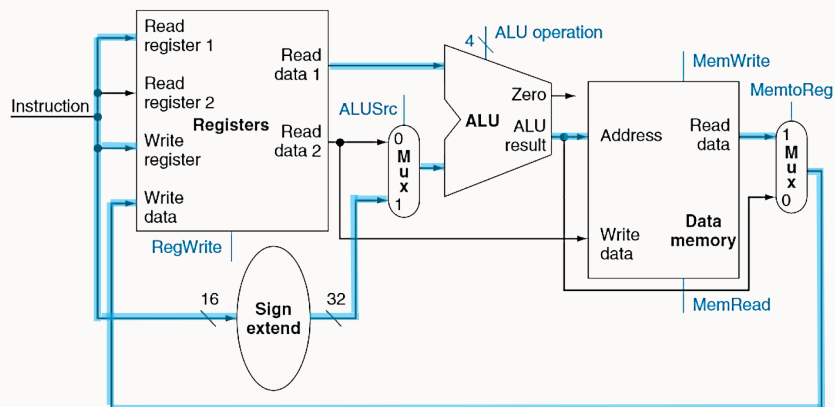 Instruction
Read
register 1
Read
register 2
Write
register
Write
data
Registers
Read
data 1
Read
data 2
RegWrite
16
Sign
extend
32
ALUSrc
0
M
u
x
1
4
ALU operation
ALU
Zero
ALU
result
MemWrite
Address
Read
data
Write
data
Data
memory
MemRead
MemtoReg
1
M
u
x
0